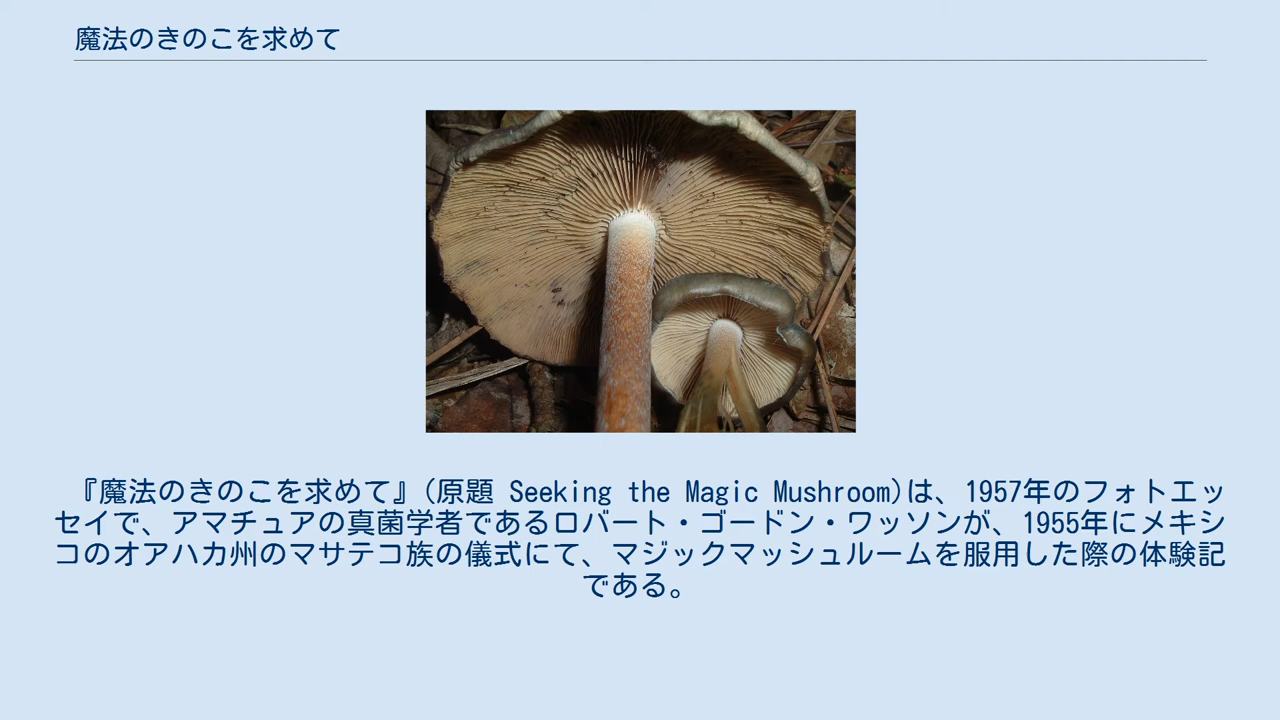 魔法のきのこを求めて
『魔法のきのこを求めて』(原題 Seeking the Magic Mushroom)は、1957年のフォトエッ
セイで、アマチュアの真菌学者であるロバート・ゴードン・ワッソンが、1955年にメキシ
コのオアハカ州のマサテコ族の儀式にて、マジックマッシュルームを服用した際の体験記
である。